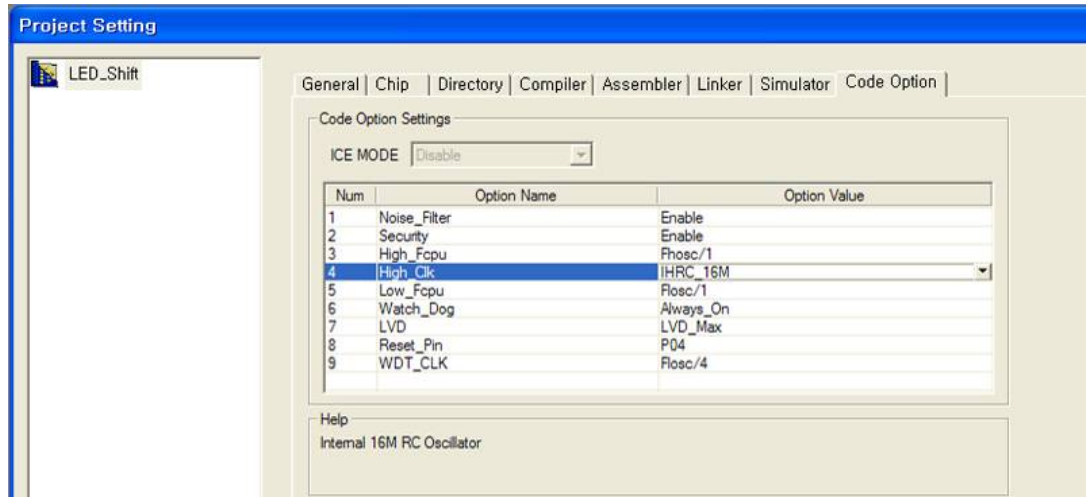 Project Setting
LED_Shift
General Chip Directory Compiler Assembler Linker Simulator Code Option
Code Option Settings
ICE MODE Disable
Num Option Name Option Value
1 Noise_Filter Enable
2 Security Enable
3 High_Fcpu Fhosc/1
4 High_Clk IHRC_16M
5 Low_Fcpu Flosc/1
6 Watch_Dog Always_On
7 LVD LVD_Max
8 Reset_Pin P04
9 WDT_CLK Flosc/4
Help
Internal 16M RC Oscillator